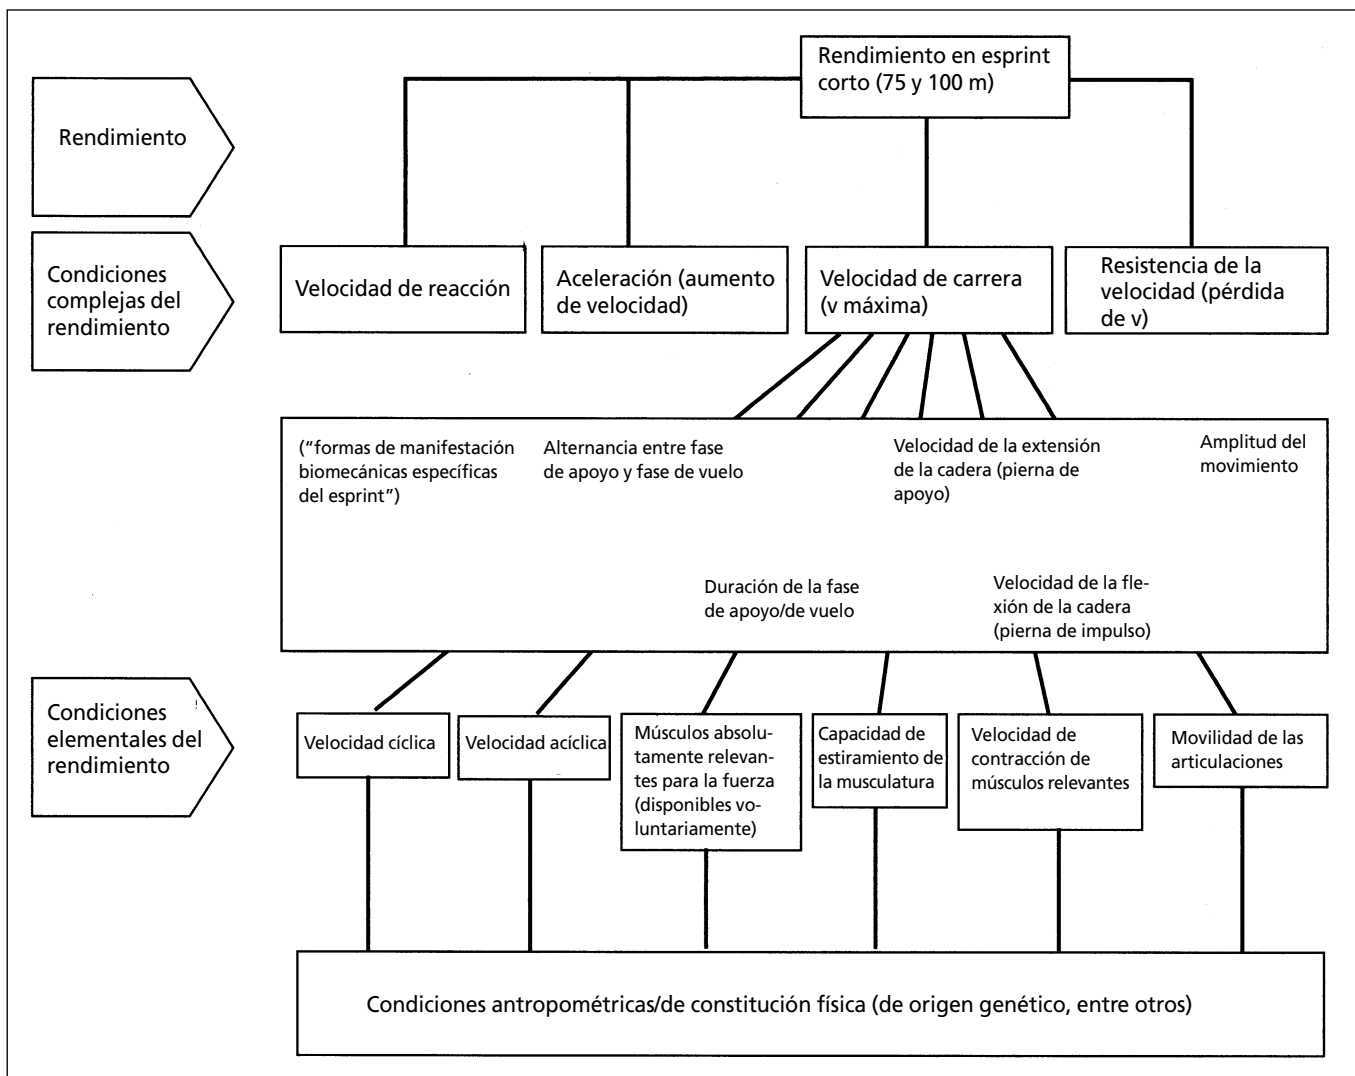 Rendimiento en esprint
corto (75 y 100 m)
Rendimiento
Condiciones
complejas del
rendimiento
Velocidad de reacción
Aceleración (aumento
de velocidad)
Velocidad de carrera
(v máxima)
Resistencia de la
velocidad (pérdida
de v)
(“formas de manifestación
biomecánicas específicas
del esprint”)
Alternancia entre fase
de apoyo y fase de vuelo
Velocidad de la extensión
de la cadera (pierna de
apoyo)
Amplitud del
movimiento
Duración de la fase
de apoyo/de vuelo
Velocidad de la fle-
xión de la cadera
(pierna de impulso)
Condiciones
elementales del
rendimiento
Velocidad cíclica
Velocidad acíclica
Músculos absolu-
tamente relevan-
tes para la fuerza
(disponibles vo-
luntariamente)
Capacidad de
estiramiento de
la musculatura
Velocidad de
contracción de
músculos relevantes
Movilidad de las
articulaciones
Condiciones antropométricas/de constitución física (de origen genético, entre otros)